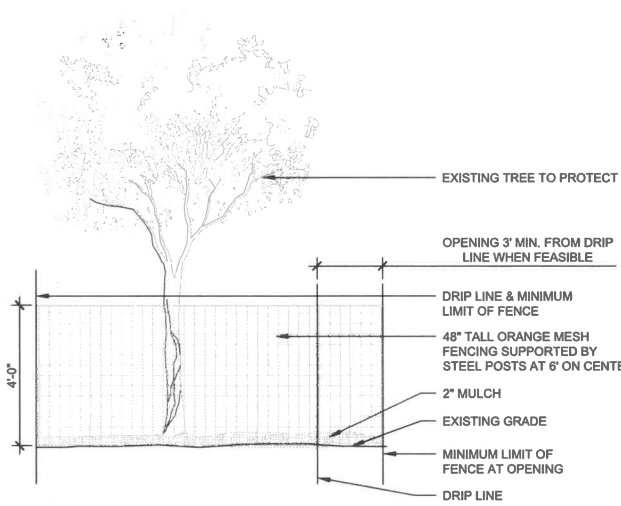 EXISTING TREE TO PROTECT
OPENING 3' MIN. FROM DRIP
LINE WHEN FEASIBLE
DRIP LINE & MINIMUM
LIMIT OF FENCE
48" TALL ORANGE MESH
FENCING SUPPORTED BY
STEEL POSTS AT 6' ON CENTE
4'-0"
2" MULCH
EXISTING GRADE
MINIMUM LIMIT OF
FENCE AT OPENING
DRIP LINE